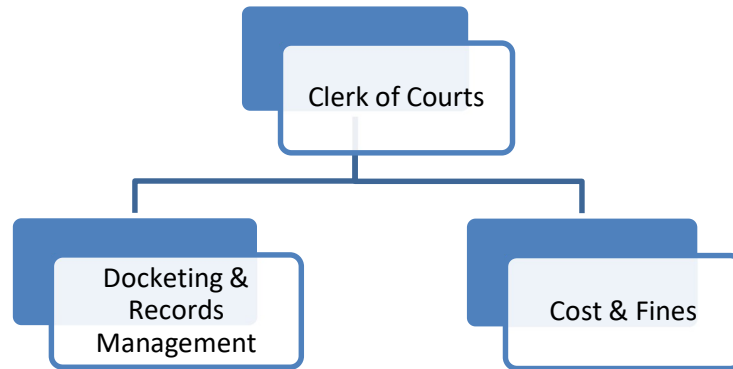 Clerk of Courts
Docketing &
Records
Management
Cost & Fines